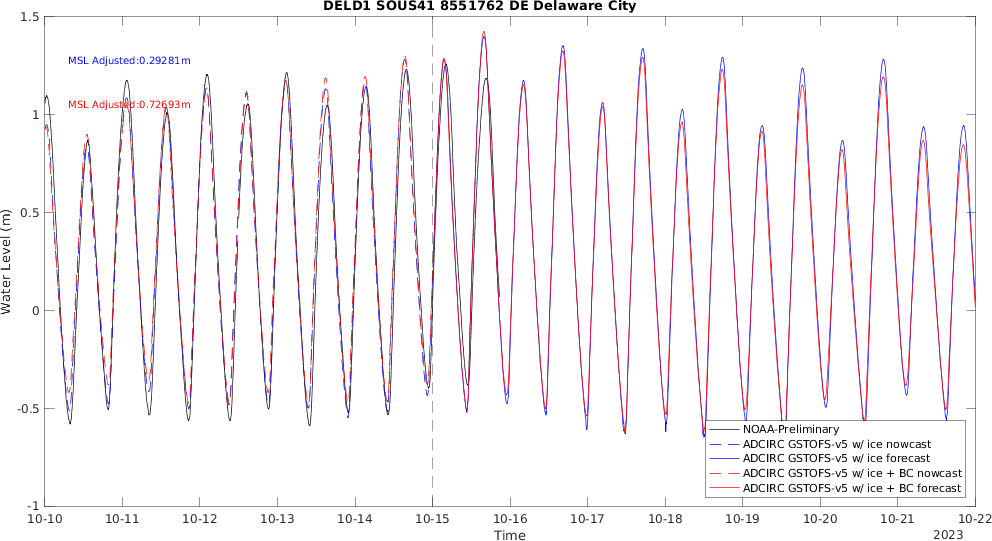 DELD1 SOUS41 8551762 DE Delaware City
1.5
MSL Adjusted:0.29281m
MSL Adjusted:0.72693m
1
0.5
Water Level (m)
0
-0.5
NOAA-Preliminary
ADCIRC GSTOFS-v5 w/ ice nowcast
ADCIRC GSTOFS-v5 w/ ice forecast
ADCIRC GSTOFS-v5 w/ ice + BC nowcast
ADCIRC GSTOFS-v5 w/ ice + BC forecast
-1
10-10 10-11 10-12 10-13 10-14 10-15 10-16 10-17 10-18 10-19 10-20 10-21 10-22
Time
2023